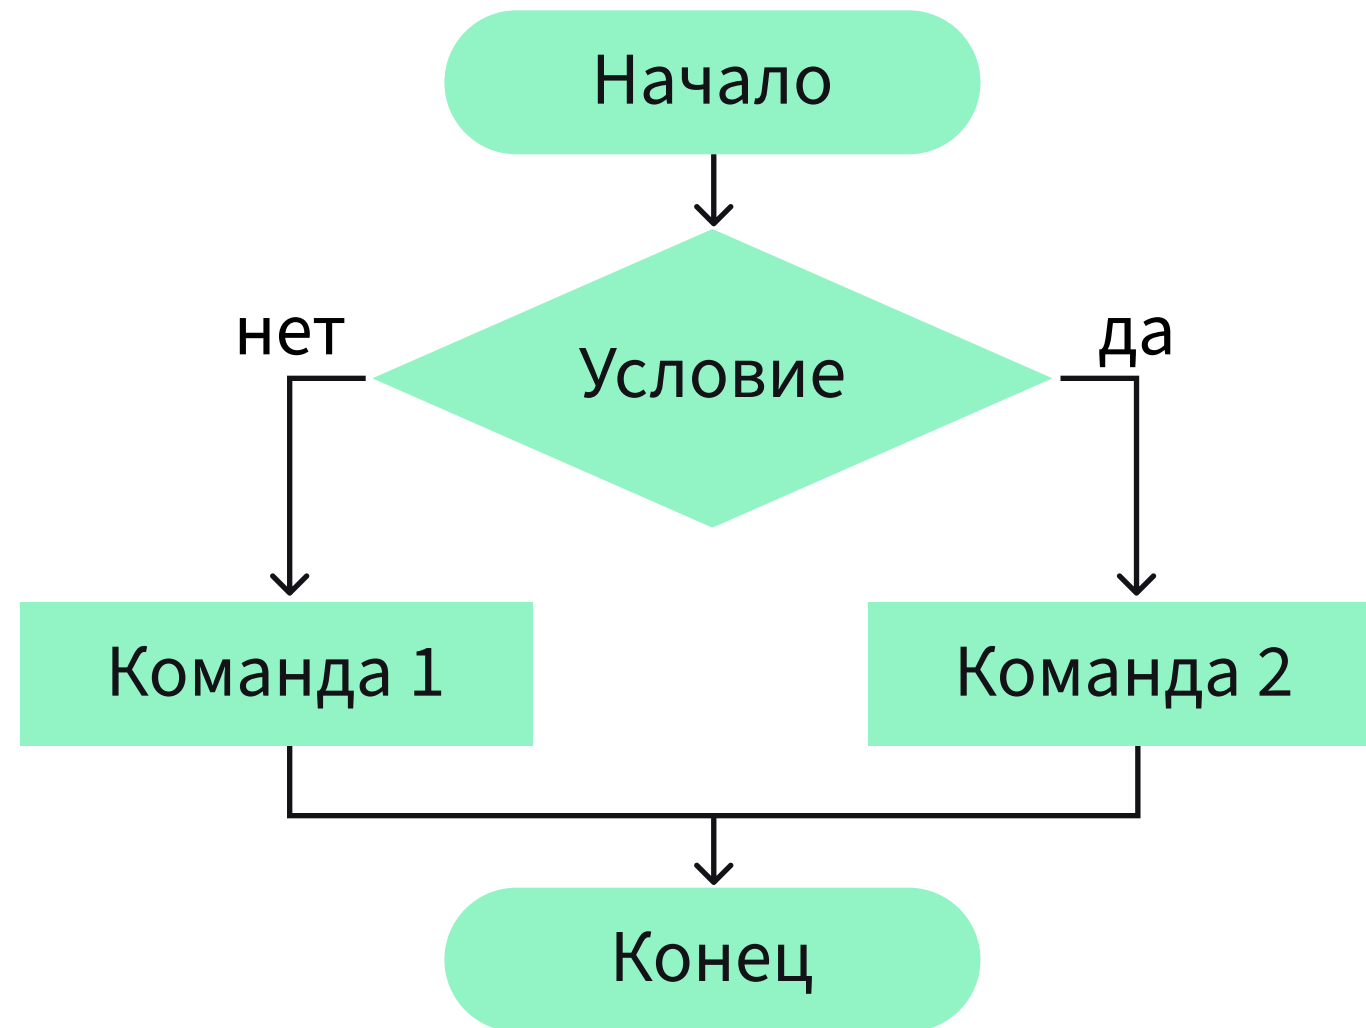 Начало
нет
да
Условие
Команда 1
Команда 2
Конец